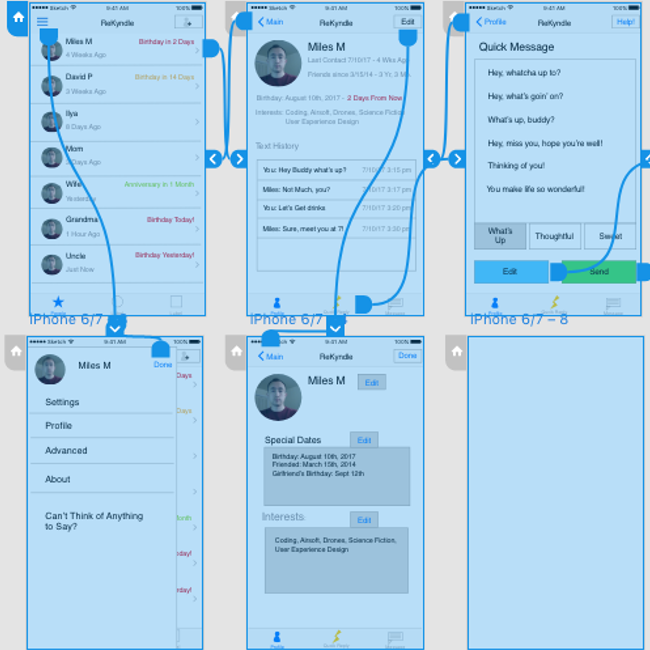 Sketch 9:41 AM 100%
ReKyndle
Miles M Birthday in 2 Days
4 Weeks Ago
David P Birthday in 14 Days
3 Weeks Ago
Ilya
8 Days Ago
Mom
Days Ago
Wife Anniversary in 1 Month
Yesterday
Grandma Birthday Today!
1 Hour Ago
Uncle Birthday Yesterday!
Just Now
Sketch 9:41 AM 100%
Main ReKyndle Edit
Miles M
Last Contact 7/10/17 - 4 Wks Ago
Friends since 3/15/14 - 3 Yr, 3 M
Birthday: August 10th, 2017 - 2 Days From Now
Interests: Coding, Airsoft, Drones, Science Fiction,
User Experience Design
Text History
You: Hey Buddy what's up? 7/10/17 3:15 pm
Miles: Not Much, you? 7/10/17 3:17 pm
You: Let's Get drinks 7/10/17 3:20 pm
Miles: Sure, meet you at 7! 7/10/17 3:30 pm
Profile
Sketch 9:41 AM 100%
Profile ReKyndle Help!
Quick Message
Hey, whatcha up to?
Hey, what's goin' on?
What's up, buddy?
Hey, miss you, hope you're well!
Thinking of you!
You make life so wonderful!
What's
Up
Thoughtful
Sweet
Edit
Send
Profile
iPhone 6/7
iPhone 6/7
iPhone 6/7 – 8
Sketch 9:41 AM 100%
Miles M Done
Settings
Profile
Advanced
About
Can't Think of Anything
to Say?
Days
Days
onth
day!
rday!
Sketch 9:41 AM 100%
Main ReKyndle Done
Miles M Edit
Special Dates Edit
Birthday: August 10th, 2017
Friended: March 15th, 2014
Girlfriend's Birthday: Sept 12th
Interests: Edit
Coding, Airsoft, Drones, Science Fiction,
User Experience Design
Profile